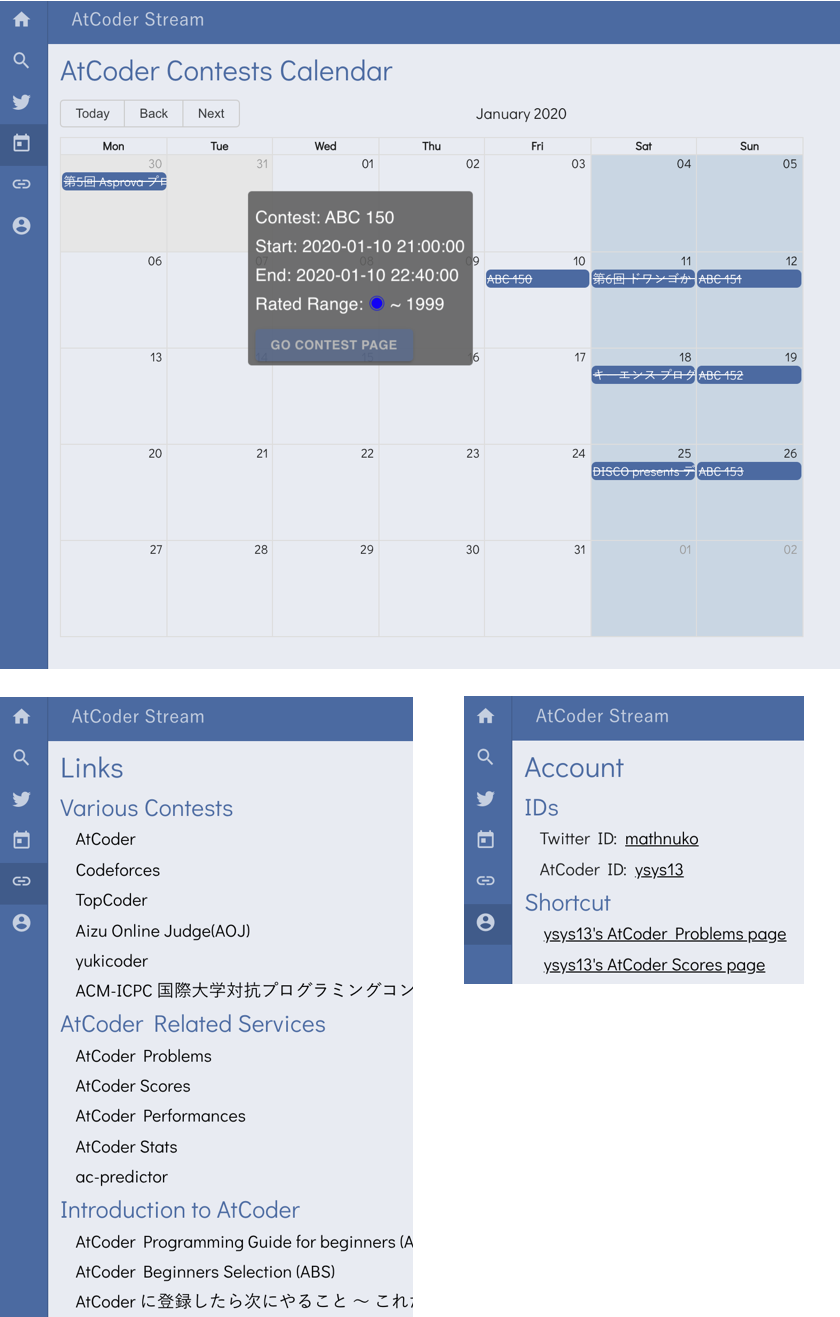 AtCoder Stream
AtCoder Contests Calendar
Today Back Next
January 2020
Mon Tue Wed Thu Fri Sat Sun
30 31 01 02 03 04 05
第5回 Asprova プロ
Contest: ABC 150
Start: 2020-01-10 21:00:00
End: 2020-01-10 22:40:00
Rated Range: ~ 1999
GO CONTEST PAGE
06 07 08 09 10 11 12
ABC 150 第6回 ドワンゴか ABC 151
13 14 15 16 17 18 19
キーエンス プログ ABC 152
20 21 22 23 24 25 26
DISCO presents デ ABC 153
27 28 29 30 31 01 02
AtCoder Stream
Links
Various Contests
AtCoder
Codeforces
TopCoder
Aizu Online Judge(AOJ)
yukicoder
ACM-ICPC 国際大学対抗プログラミングコン
AtCoder Related Services
AtCoder Problems
AtCoder Scores
AtCoder Performances
AtCoder Stats
ac-predictor
Introduction to AtCoder
AtCoder Programming Guide for beginners (A
AtCoder Beginners Selection (ABS)
AtCoder に登録したら次にやること ～ これ
AtCoder Stream
Account
IDs
Twitter ID: mathnuko
AtCoder ID: ysys13
Shortcut
ysys13's AtCoder Problems page
ysys13's AtCoder Scores page